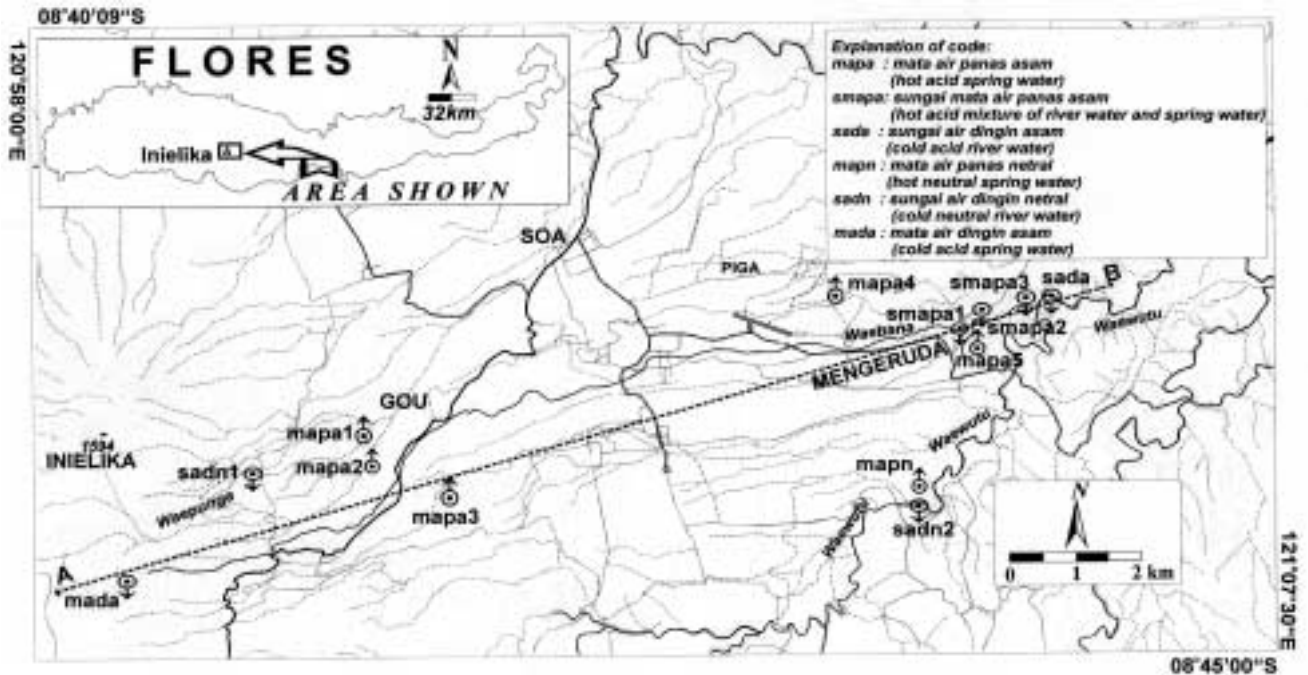 08°40'09"S
120°58'00"E
FLORES
N
32km
Inielika
AREA SHOWN
Explanation of code:
mapa : mata air panas asam
(hot acid spring water)
smapa: sungai mata air panas asam
(hot acid mixture of river water and spring water)
sada : sungai air dingin asam
(cold acid river water)
mapn : mata air panas netral
(hot neutral spring water)
sadn : sungai air dingin netral
(cold neutral river water)
mada : mata air dingin asam
(cold acid spring water)
SOA
PIGA
mapa4
smapa3
sada
B
smapa1
smapa2
Waebana
mapa5
MENGERUDA
GOU
mapa1
mapa2
INIELIKA
sadn1
mapa3
mapn
sadn2
A
mada
N
0 1 2 km
121°07'30"E
08°45'00"S